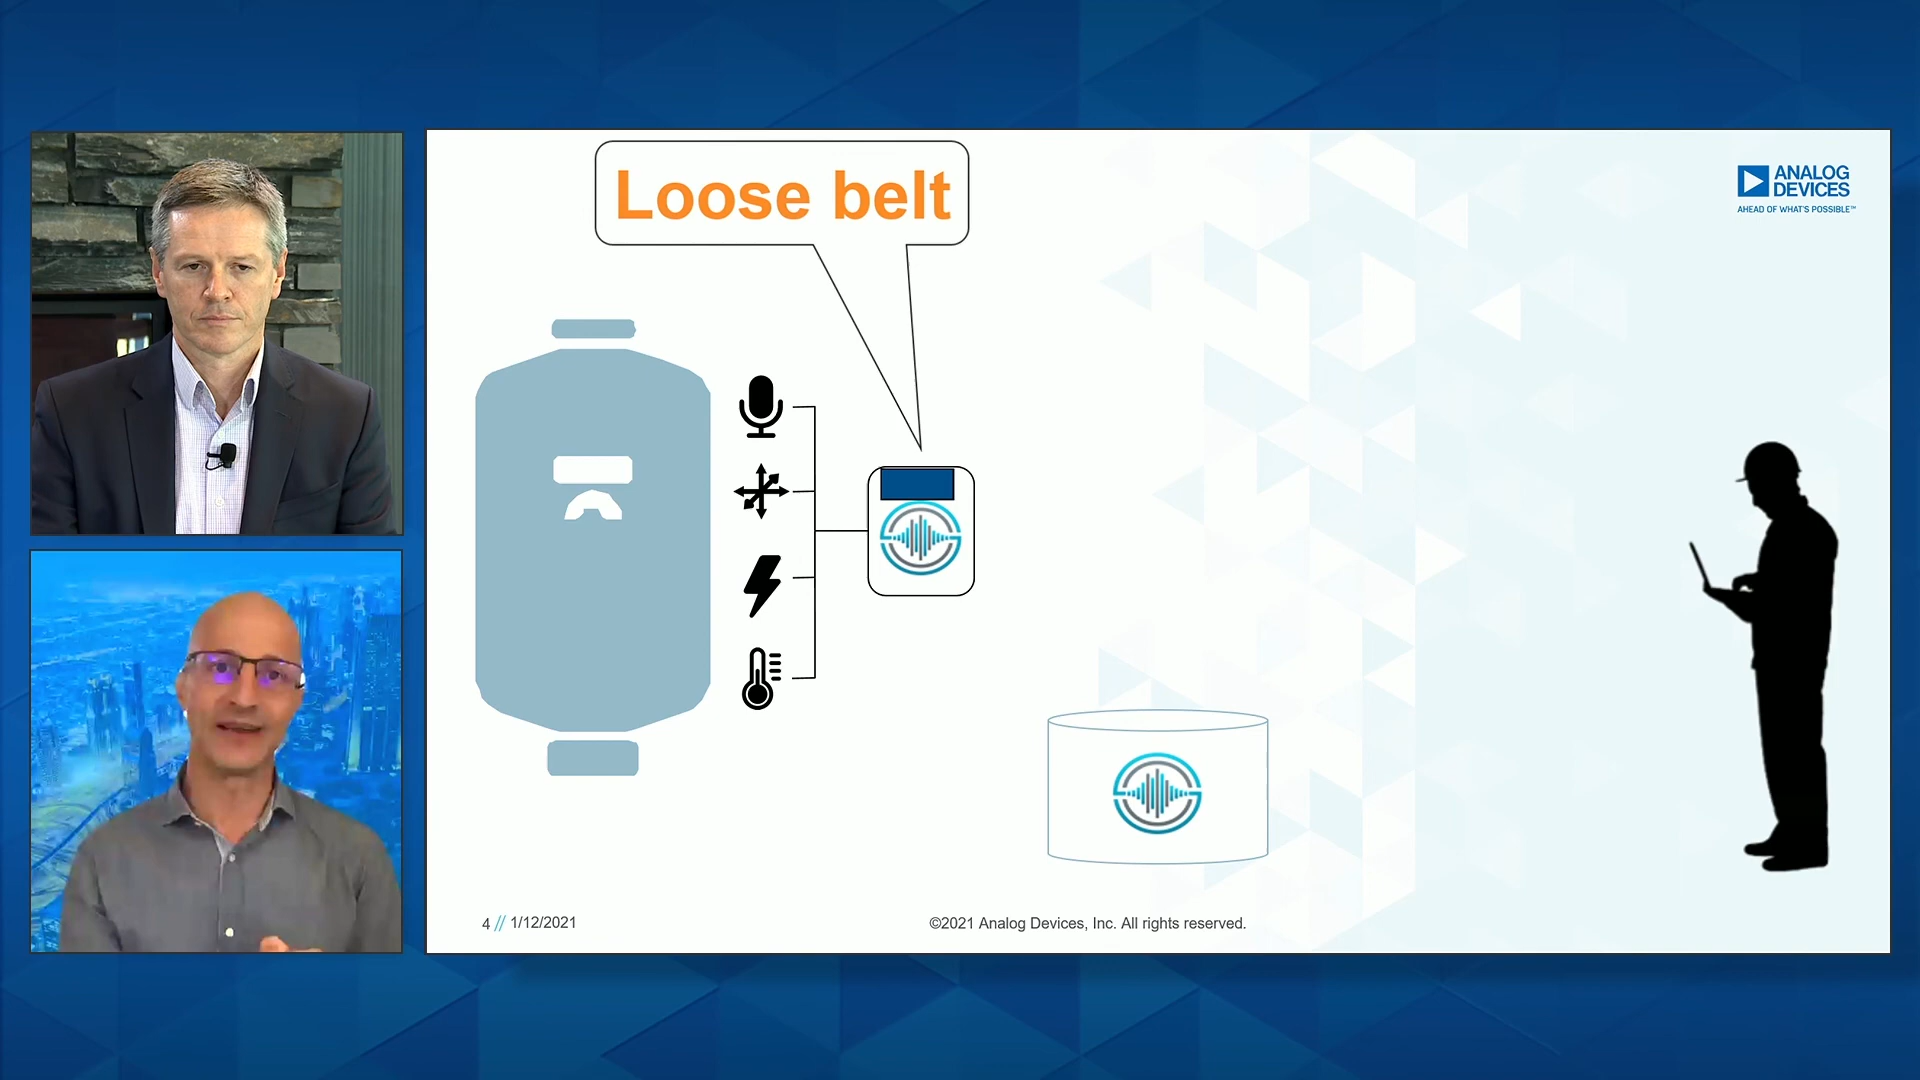 Loose belt
ANALOG
DEVICES
AHEAD OF WHAT'S POSSIBLE™
4 // 1/12/2021
©2021 Analog Devices, Inc. All rights reserved.